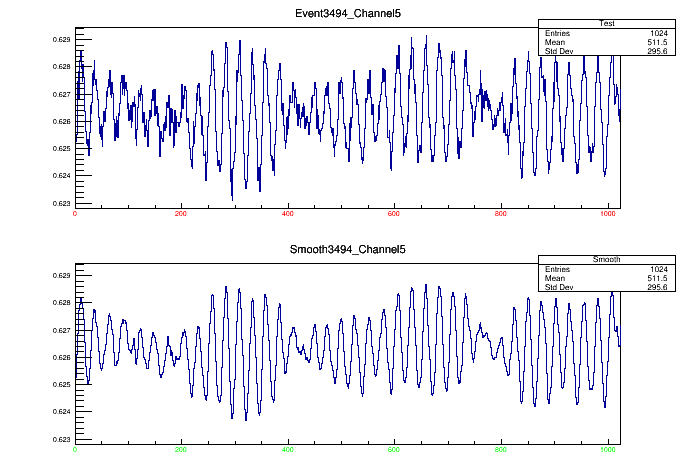 Event3494_Channel5
Test
Entries 1024
Mean 511.5
Std Dev 295.6
0.629
0.628
0.627
0.626
0.625
0.624
0.623
0 200 400 600 800 1000
Smooth3494_Channel5
Smooth
Entries 1024
Mean 511.5
Std Dev 295.6
0.629
0.628
0.627
0.626
0.625
0.624
0.623
0 200 400 600 800 1000